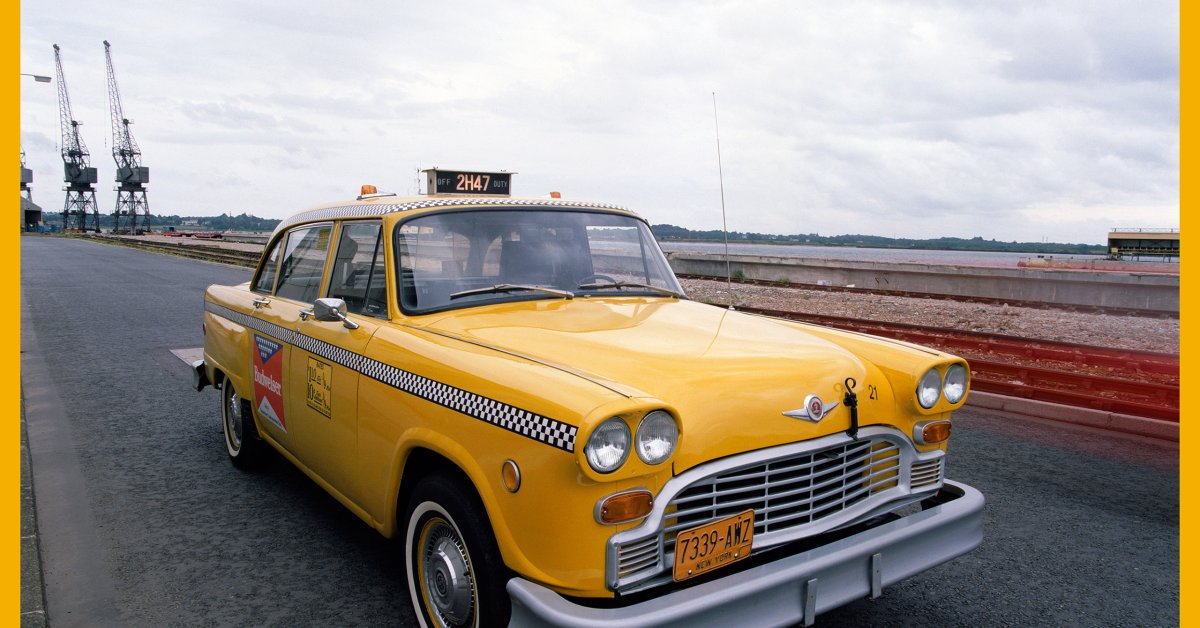 OFF 2H47 DUTY
Budweiser
21
7339-AWZ
NEW YORK